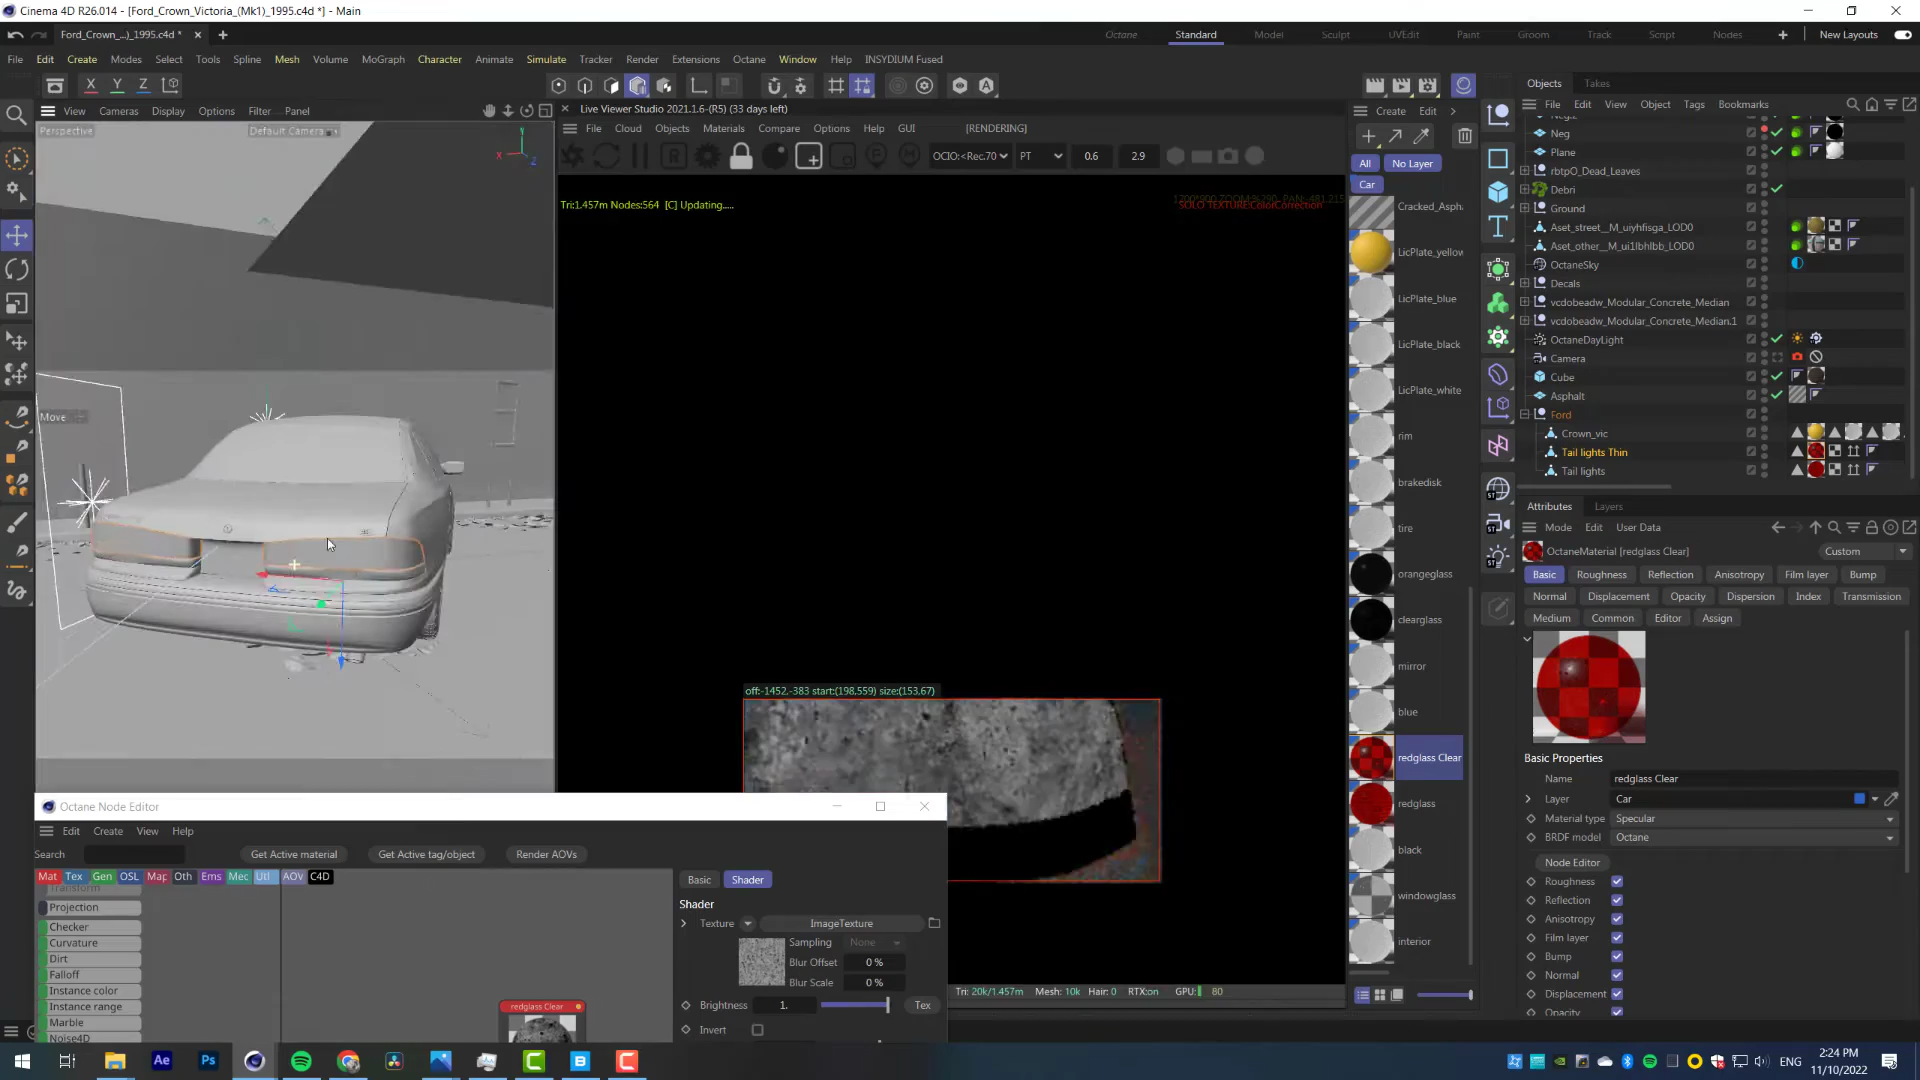 Cinema 4D R26.014 - [Ford_Crown_Victoria_(Mk1)_1995.c4d *] - Main
Ford_Crown_...)_1995.c4d *
Octane Standard Model Sculpt UVEdit Paint Groom Track Script Nodes New Layouts
File Edit Create Modes Select Tools Spline Mesh Volume MoGraph Character Animate Simulate Tracker Render Extensions Octane Window Help INSYDIUM Fused
X Y Z
View Cameras Display Options Filter Panel
Perspective
Default Camera
Move
Live Viewer Studio 2021.1.6-(R5) (33 days left)
File Cloud Objects Materials Compare Options Help GUI [RENDERING]
OCIO:<Rec.70 PT 0.6 2.9
Tri:1.457m Nodes:564 [C] Updating.....
SOLO TEXTURE:ColorCorrection
off:-1452,-383 start:(198,559) size:(153,67)
Tri: 20k/1.457m Mesh: 10k Hair: 0 RTX:on GPU: 80
Create Edit
All No Layer
Car
Cracked_Asph
LicPlate_yellow
LicPlate_blue
LicPlate_black
LicPlate_white
rim
brakedisk
tire
orangeglass
clearglass
mirror
blue
redglass Clear
redglass
black
windowglass
interior
Objects Takes
File Edit View Object Tags Bookmarks
Neg
Plane
rbtpO_Dead_Leaves
Debri
Ground
Aset_street__M_uiyhfisga_LOD0
Aset_other__M_ui1lbhlbb_LOD0
OctaneSky
Decals
vcdobeadw_Modular_Concrete_Median
vcdobeadw_Modular_Concrete_Median.1
OctaneDayLight
Camera
Cube
Asphalt
Ford
Crown_vic
Tail lights Thin
Tail lights
Attributes Layers
Mode Edit User Data
OctaneMaterial [redglass Clear]
Custom
Basic Roughness Reflection Anisotropy Film layer Bump
Normal Displacement Opacity Dispersion Index Transmission
Medium Common Editor Assign
Basic Properties
Name redglass Clear
Layer Car
Material type Specular
BRDF model Octane
Node Editor
Roughness
Reflection
Anisotropy
Film layer
Bump
Normal
Displacement
Opacity
Octane Node Editor
Edit Create View Help
Search Get Active material Get Active tag/object Render AOVs
Mat Tex Gen OSL Map Oth Ems Mec Utl AOV C4D
Transform
Projection
Checker
Curvature
Dirt
Falloff
Instance color
Instance range
Marble
Noise4D
redglass Clear
Basic Shader
Shader
Texture ImageTexture
Sampling None
Blur Offset 0 %
Blur Scale 0 %
Brightness 1. Tex
Invert
Ae Ps
ENG
2:24 PM
11/10/2022